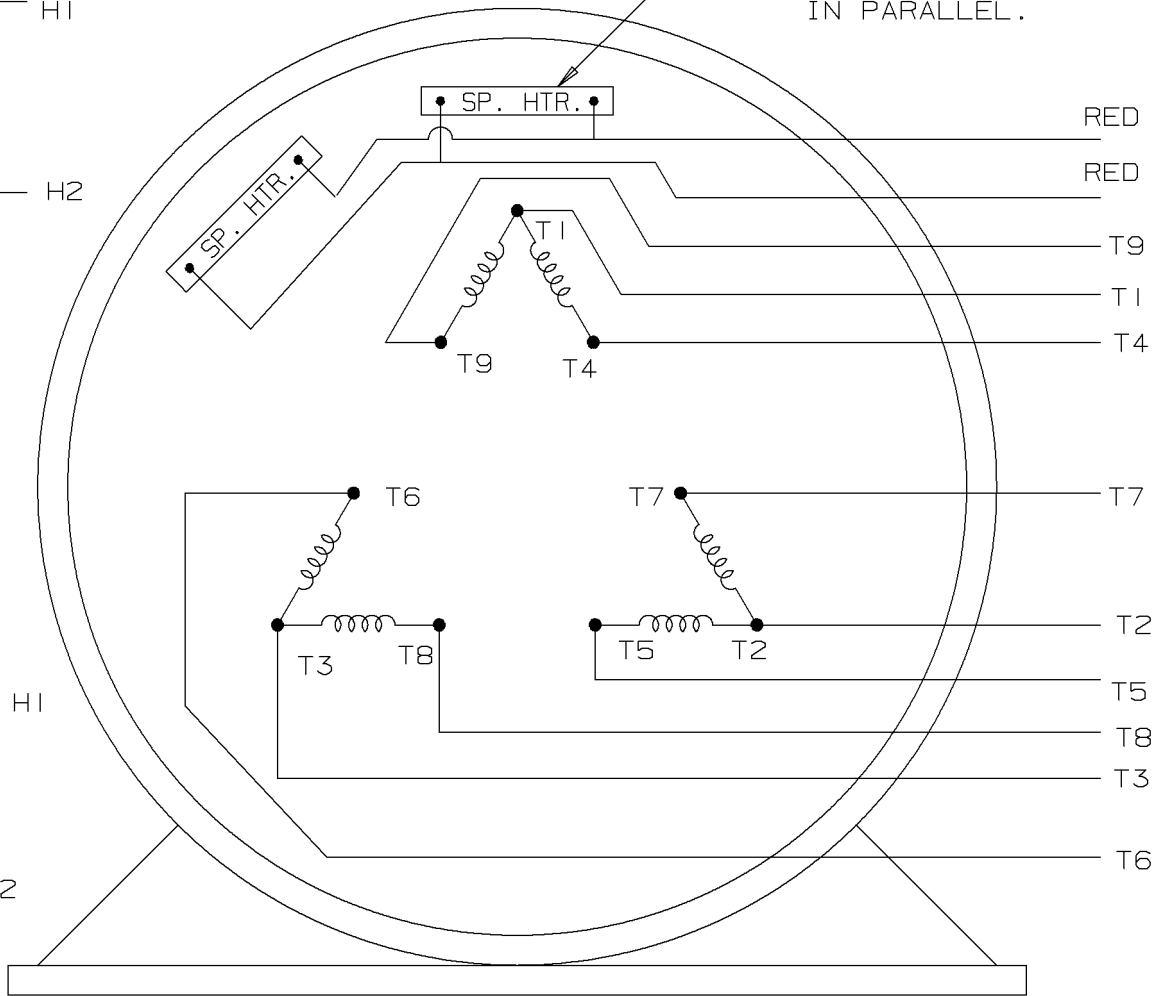 H1
IN PARALLEL.
SP. HTR.
RED
SP. HTR.
RED
H2
T1
T9
T1
T9
T4
T4
T6
T7
T7
T5
T2
T2
T3
T8
T5
H1
T8
T3
T6
2